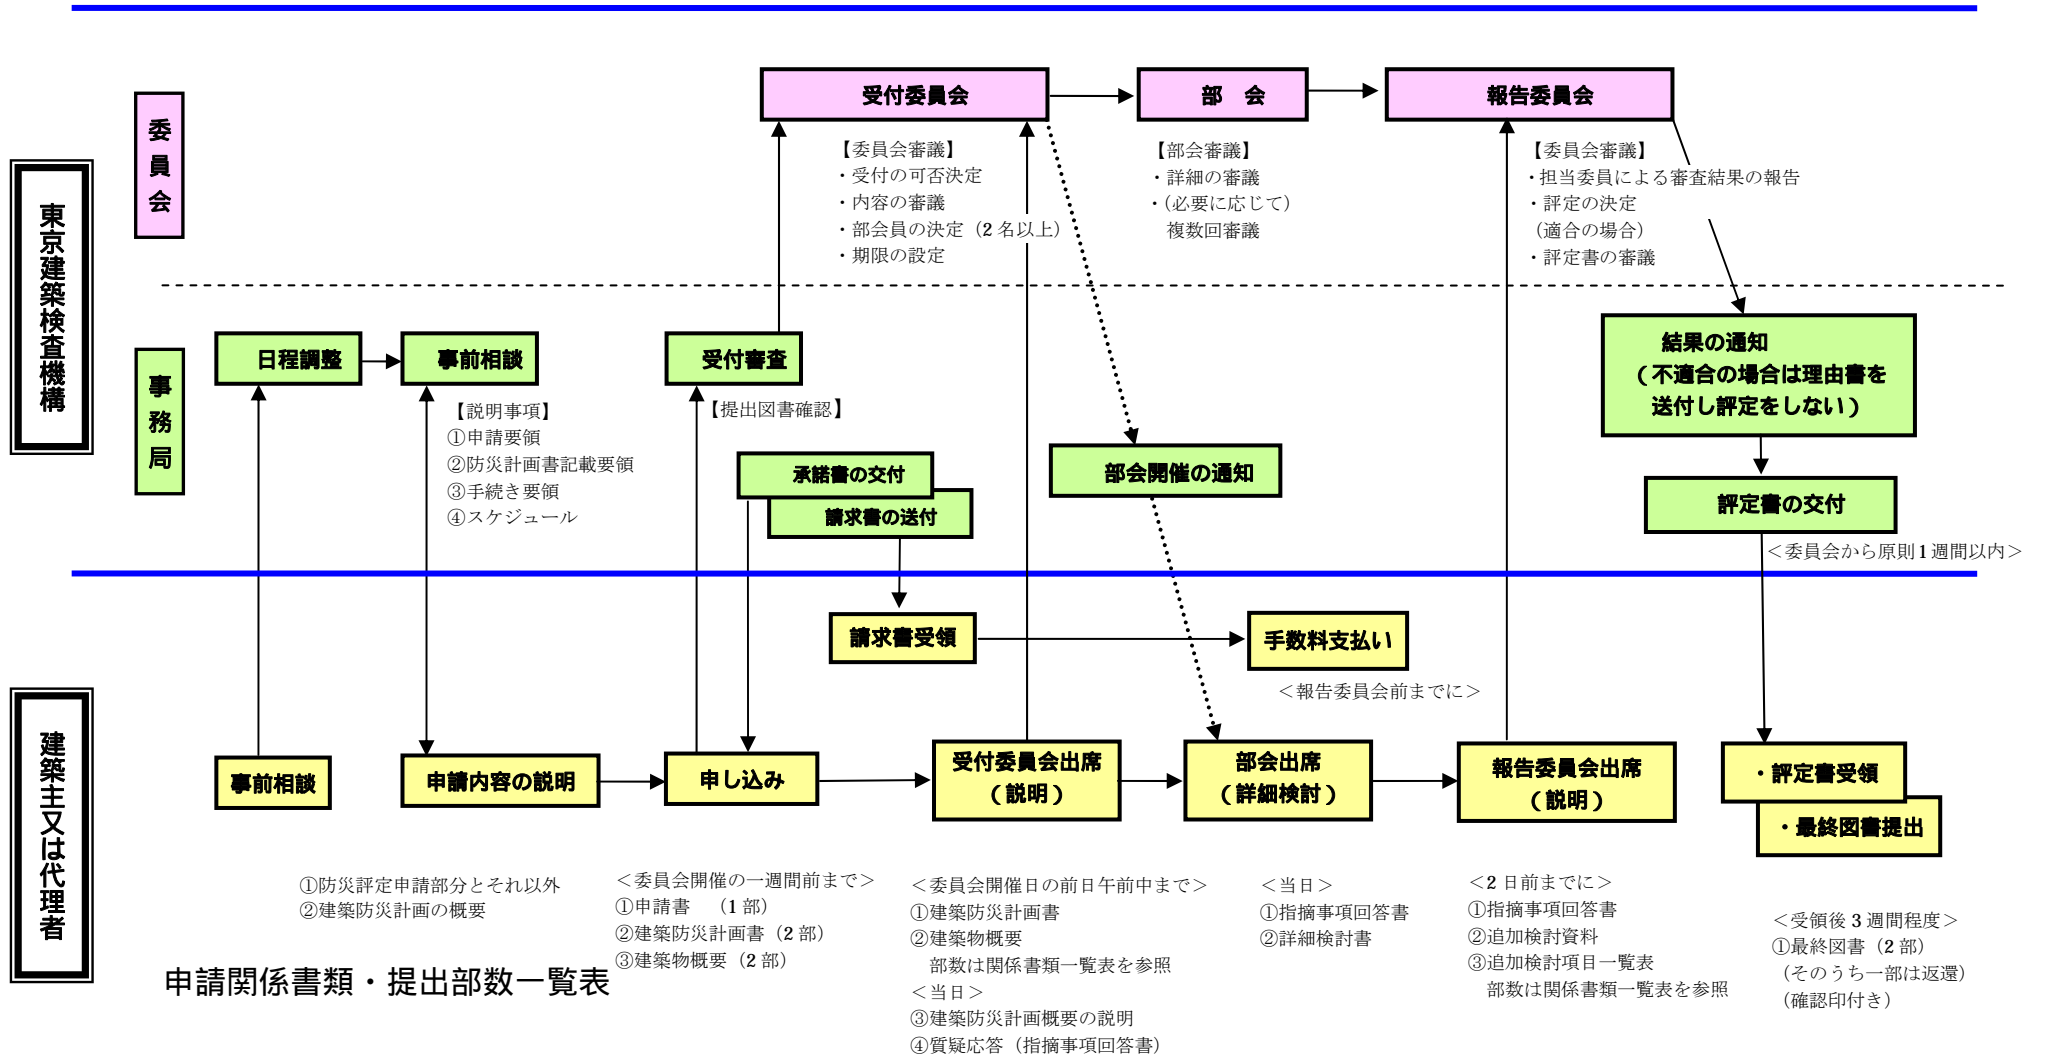 東京建築検査機構
委員会
受付委員会
部　会
報告委員会
【委員会審議】
・受付の可否決定
・内容の審議
・部会員の決定（2 名以上）
・期限の設定
【部会審議】
・詳細の審議
・（必要に応じて）
複数回審議
【委員会審議】
・担当委員による審査結果の報告
・評定の決定
（適合の場合）
・評定書の審議
事務局
日程調整
事前相談
【説明事項】
①申請要領
②防災計画書記載要領
③手続き要領
④スケジュール
受付審査
【提出図書確認】
承諾書の交付
請求書の送付
部会開催の通知
結果の通知
（不適合の場合は理由書を
送付し評定をしない）
評定書の交付
＜委員会から原則 1 週間以内＞
建築主又は代理者
請求書受領
手数料支払い
＜報告委員会前までに＞
事前相談
申請内容の説明
申し込み
受付委員会出席
（説明）
部会出席
（詳細検討）
報告委員会出席
（説明）
・評定書受領
・最終図書提出
①防災評定申請部分とそれ以外
②建築防災計画の概要
＜委員会開催の一週間前まで＞
①申請書　（1 部）
②建築防災計画書（2 部）
③建築物概要（2 部）
＜委員会開催日の前日午前中まで＞
①建築防災計画書
②建築物概要
部数は関係書類一覧表を参照
＜当日＞
③建築防災計画概要の説明
④質疑応答（指摘事項回答書）
＜当日＞
①指摘事項回答書
②詳細検討書
＜2 日前までに＞
①指摘事項回答書
②追加検討資料
③追加検討項目一覧表
部数は関係書類一覧表を参照
＜受領後 3 週間程度＞
①最終図書（2 部）
（そのうち一部は返還）
（確認印付き）
申請関係書類・提出部数一覧表